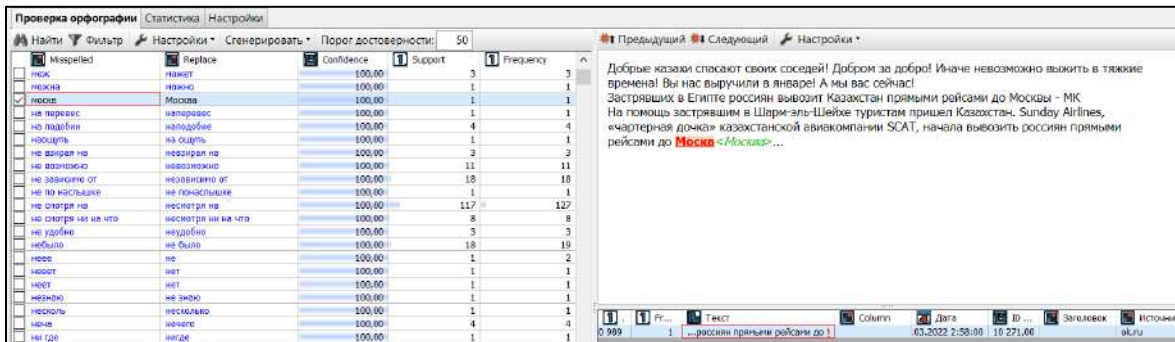 Проверка орфографии Статистика Настройки
Найти Фильтр Настройки Сгенерировать Порог достоверности: 50
Misspelled Replace Confidence Support Frequency
мож может 100,00 3 3
можна можно 100,00 1 1
москв Москва 100,00 1 1
на перевес наперевес 100,00 1 1
на подобии наподобие 100,00 4 4
наощупь на ощупь 100,00 1 1
не взирая на невзирая на 100,00 3 3
не возможно невозможно 100,00 11 11
не зависимо от независимо от 100,00 18 18
не по наслышке не понаслышке 100,00 1 1
не смотря на несмотря на 100,00 117 127
не смотря ни на что несмотря ни на что 100,00 8 8
не удобно неудобно 100,00 3 3
небыло не было 100,00 18 19
неее не 100,00 1 2
нееет нет 100,00 1 1
неет нет 100,00 1 1
незнаю не знаю 100,00 1 1
несколь несколько 100,00 1 1
неча нечего 100,00 4 4
ни где нигде 100,00 1 1
Предыдущий Следующий Настройки
Добрые казахи спасают своих соседей! Добром за добро! Иначе невозможно выжить в тяжкие
времена! Вы нас выручили в январе! А мы вас сейчас!
Застрявших в Египте россиян вывозит Казахстан прямыми рейсами до Москвы - МК
На помощь застрявшим в Шарм-эль-Шейхе туристам пришел Казахстан. Sunday Airlines,
«чартерная дочка» казахстанской авиакомпании SCAT, начала вывозить россиян прямыми
рейсами до Москв <Москва>...
Fr... Текст Column Дата ID ... Заголовок Источни
0 989 1 ...россиян прямыми рейсами до .03.2022 2:58:00 10 271,00 ok.ru